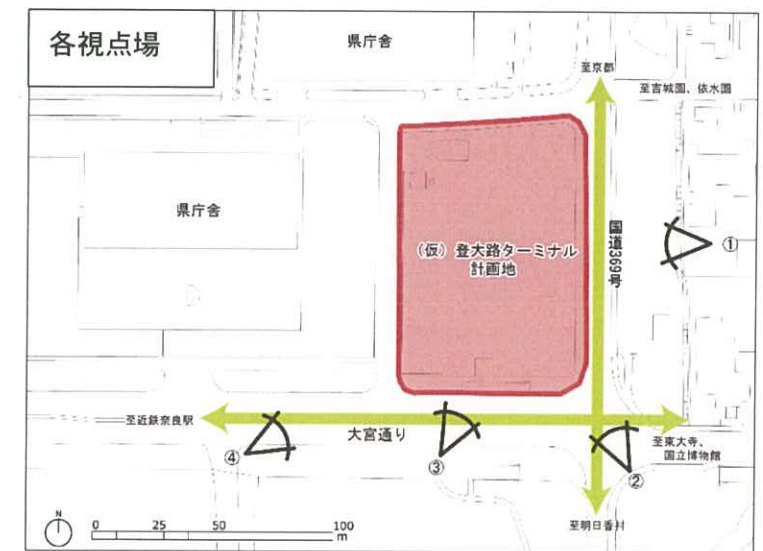 各視点場
県庁舎
至京都
至吉城園、依水園
県庁舎
(仮) 登大路ターミナル
計画地
国道369号
①
至近鉄奈良駅
大宮通り
至東大寺、
国立博物館
④
③
②
至明日香村
N
0 25 50 100
m